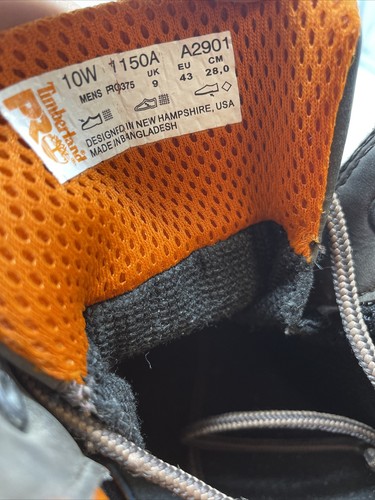 10W 1150A A2901
MENS PRO375 UK EU CM
9 43 28,0
DESIGNED IN NEW HAMPSHIRE, USA
MADE IN BANGLADESH
Timberland
PRO